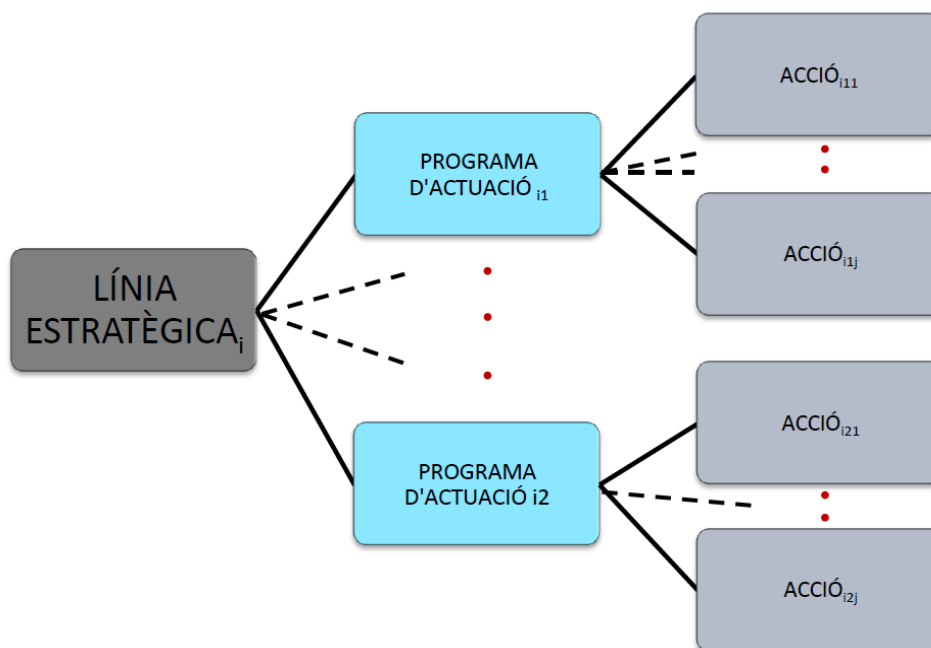 LÍNIA
ESTRATÈGICAi
PROGRAMA
D'ACTUACIÓ i1
ACCIÓi11
ACCIÓi1j
PROGRAMA
D'ACTUACIÓ i2
ACCIÓi21
ACCIÓi2j